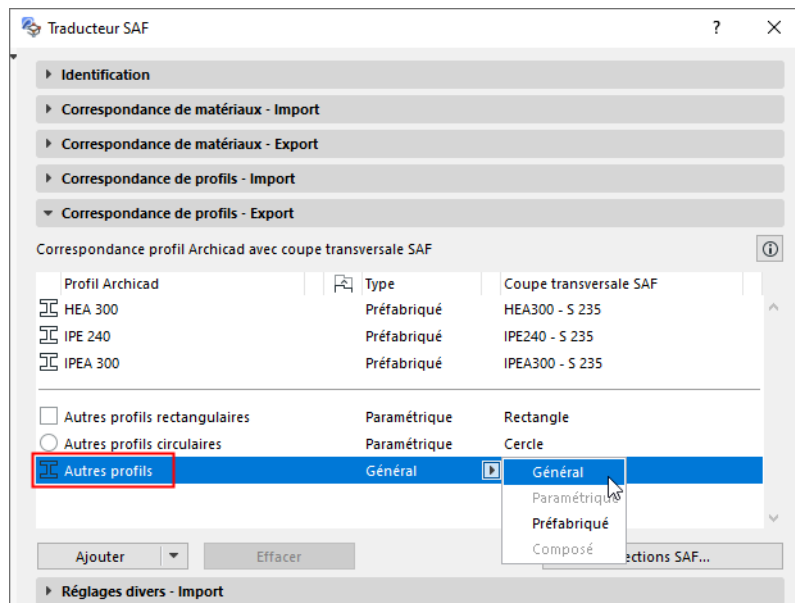 Traducteur SAF ?
Identification
Correspondance de matériaux - Import
Correspondance de matériaux - Export
Correspondance de profils - Import
Correspondance de profils - Export
Correspondance profil Archicad avec coupe transversale SAF
Profil Archicad Type Coupe transversale SAF
HEA 300 Préfabriqué HEA300 - S 235
IPE 240 Préfabriqué IPE240 - S 235
IPEA 300 Préfabriqué IPEA300 - S 235
Autres profils rectangulaires Paramétrique Rectangle
Autres profils circulaires Paramétrique Cercle
Autres profils Général Général
Paramétrique
Préfabriqué
Composé
Ajouter Effacer ections SAF...
Réglages divers - Import